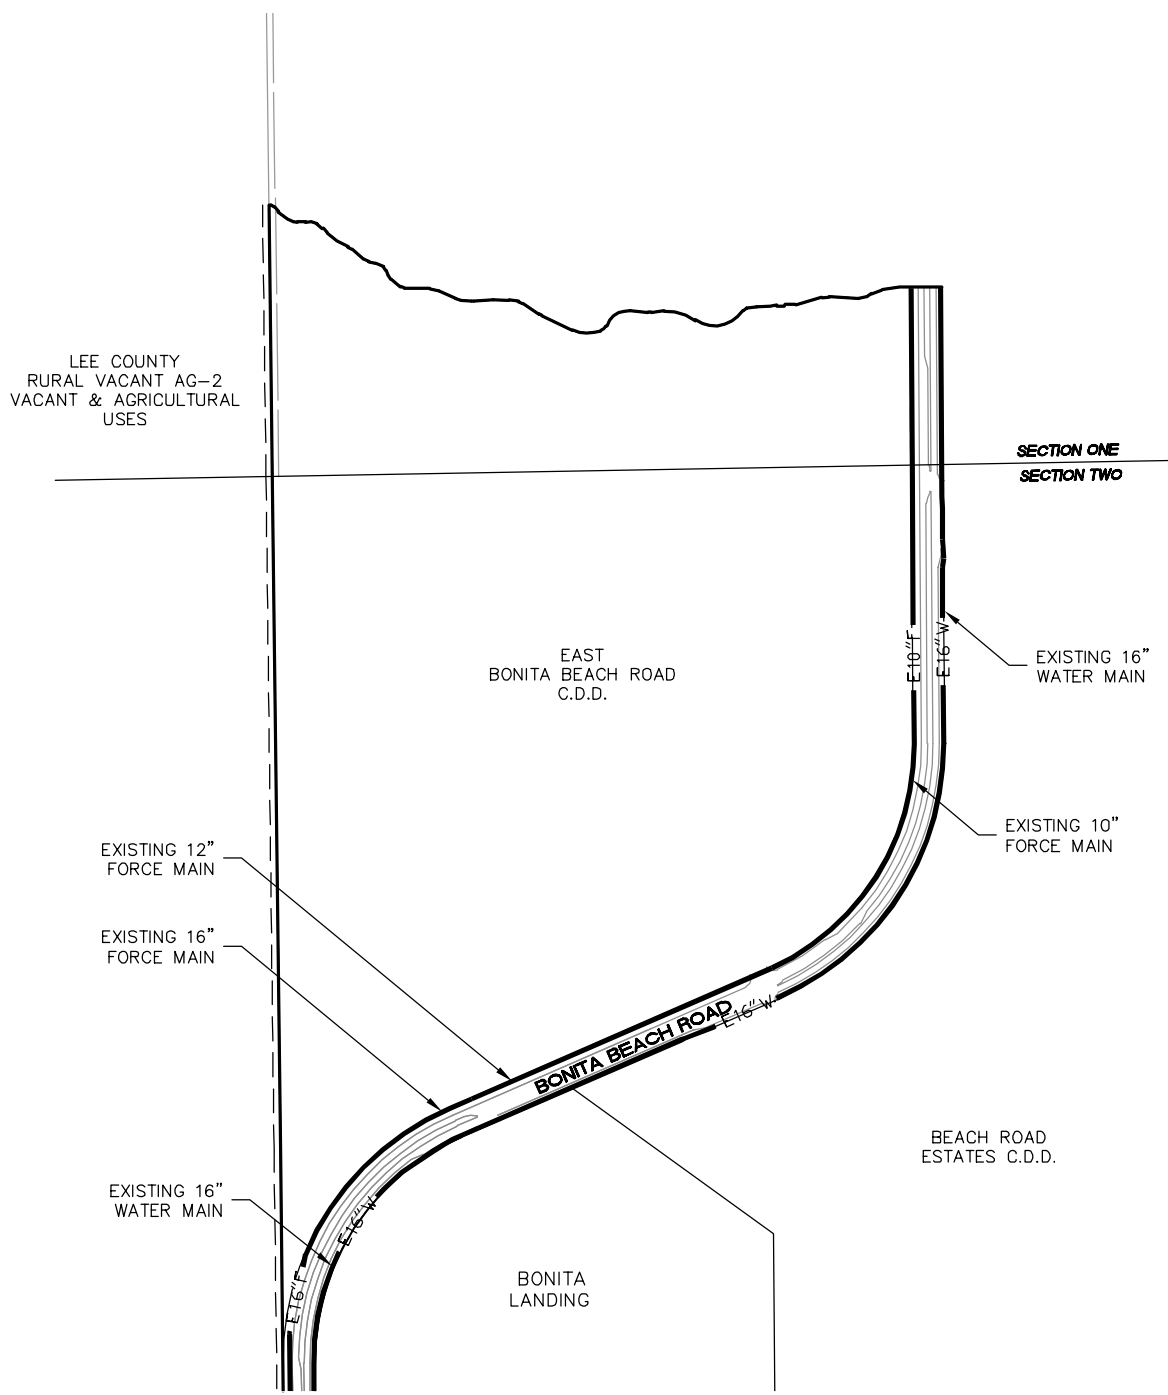 LEE COUNTY
RURAL VACANT AG-2
VACANT & AGRICULTURAL
USES
SECTION ONE
SECTION TWO
EAST
BONITA BEACH ROAD
C.D.D.
E10"F
E16"W
EXISTING 16"
WATER MAIN
EXISTING 10"
FORCE MAIN
EXISTING 12"
FORCE MAIN
EXISTING 16"
FORCE MAIN
E16"W
BONITA BEACH ROAD
BEACH ROAD
ESTATES C.D.D.
EXISTING 16"
WATER MAIN
E16"W
E16"F
BONITA
LANDING